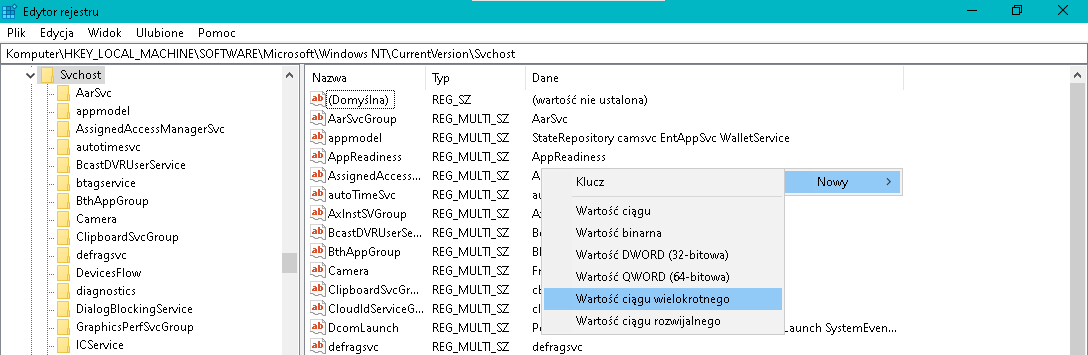 Edytor rejestru
Plik Edycja Widok Ulubione Pomoc
Komputer\HKEY_LOCAL_MACHINE\SOFTWARE\Microsoft\Windows NT\CurrentVersion\Svchost
Svchost
AarSvc
appmodel
AssignedAccessManagerSvc
autotimesvc
BcastDVRUserService
btagservice
BthAppGroup
Camera
ClipboardSvcGroup
defragsvc
DevicesFlow
diagnostics
DialogBlockingService
GraphicsPerfSvcGroup
ICService
Nazwa Typ Dane
(Domyślna) REG_SZ (wartość nie ustalona)
AarSvcGroup REG_MULTI_SZ AarSvc
appmodel REG_MULTI_SZ StateRepository camsvc EntAppSvc WalletService
AppReadiness REG_MULTI_SZ AppReadiness
AssignedAccess... REG_MULTI_SZ A
autoTimeSvc REG_MULTI_SZ au
AxInstSVGroup REG_MULTI_SZ A
BcastDVRUserSe... REG_MULTI_SZ Bc
BthAppGroup REG_MULTI_SZ Bl
Camera REG_MULTI_SZ Fr
ClipboardSvcGr... REG_MULTI_SZ cb
CloudIdServiceG... REG_MULTI_SZ cl
DcomLaunch REG_MULTI_SZ Po aunch SystemEven...
defragsvc REG_MULTI_SZ defragsvc
Nowy
Klucz
Wartość ciągu
Wartość binarna
Wartość DWORD (32-bitowa)
Wartość QWORD (64-bitowa)
Wartość ciągu wielokrotnego
Wartość ciągu rozwijalnego